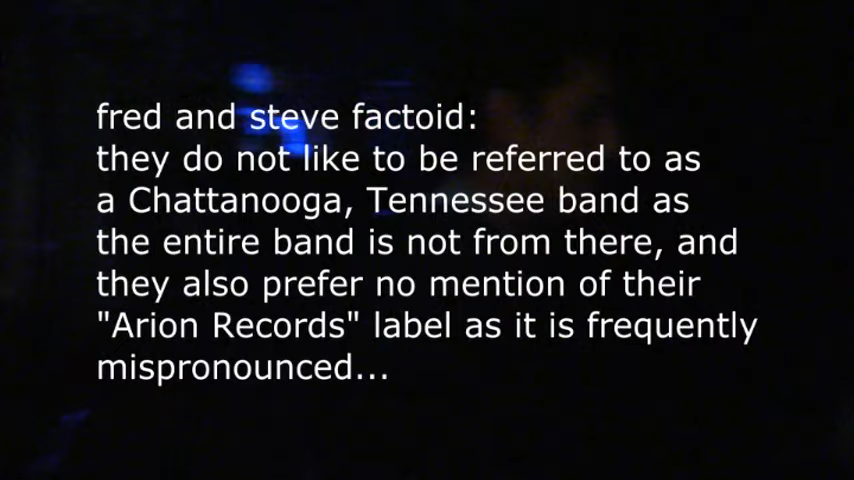 fred and steve factoid:
they do not like to be referred to as
a Chattanooga, Tennessee band as
the entire band is not from there, and
they also prefer no mention of their
"Arion Records" label as it is frequently
mispronounced...